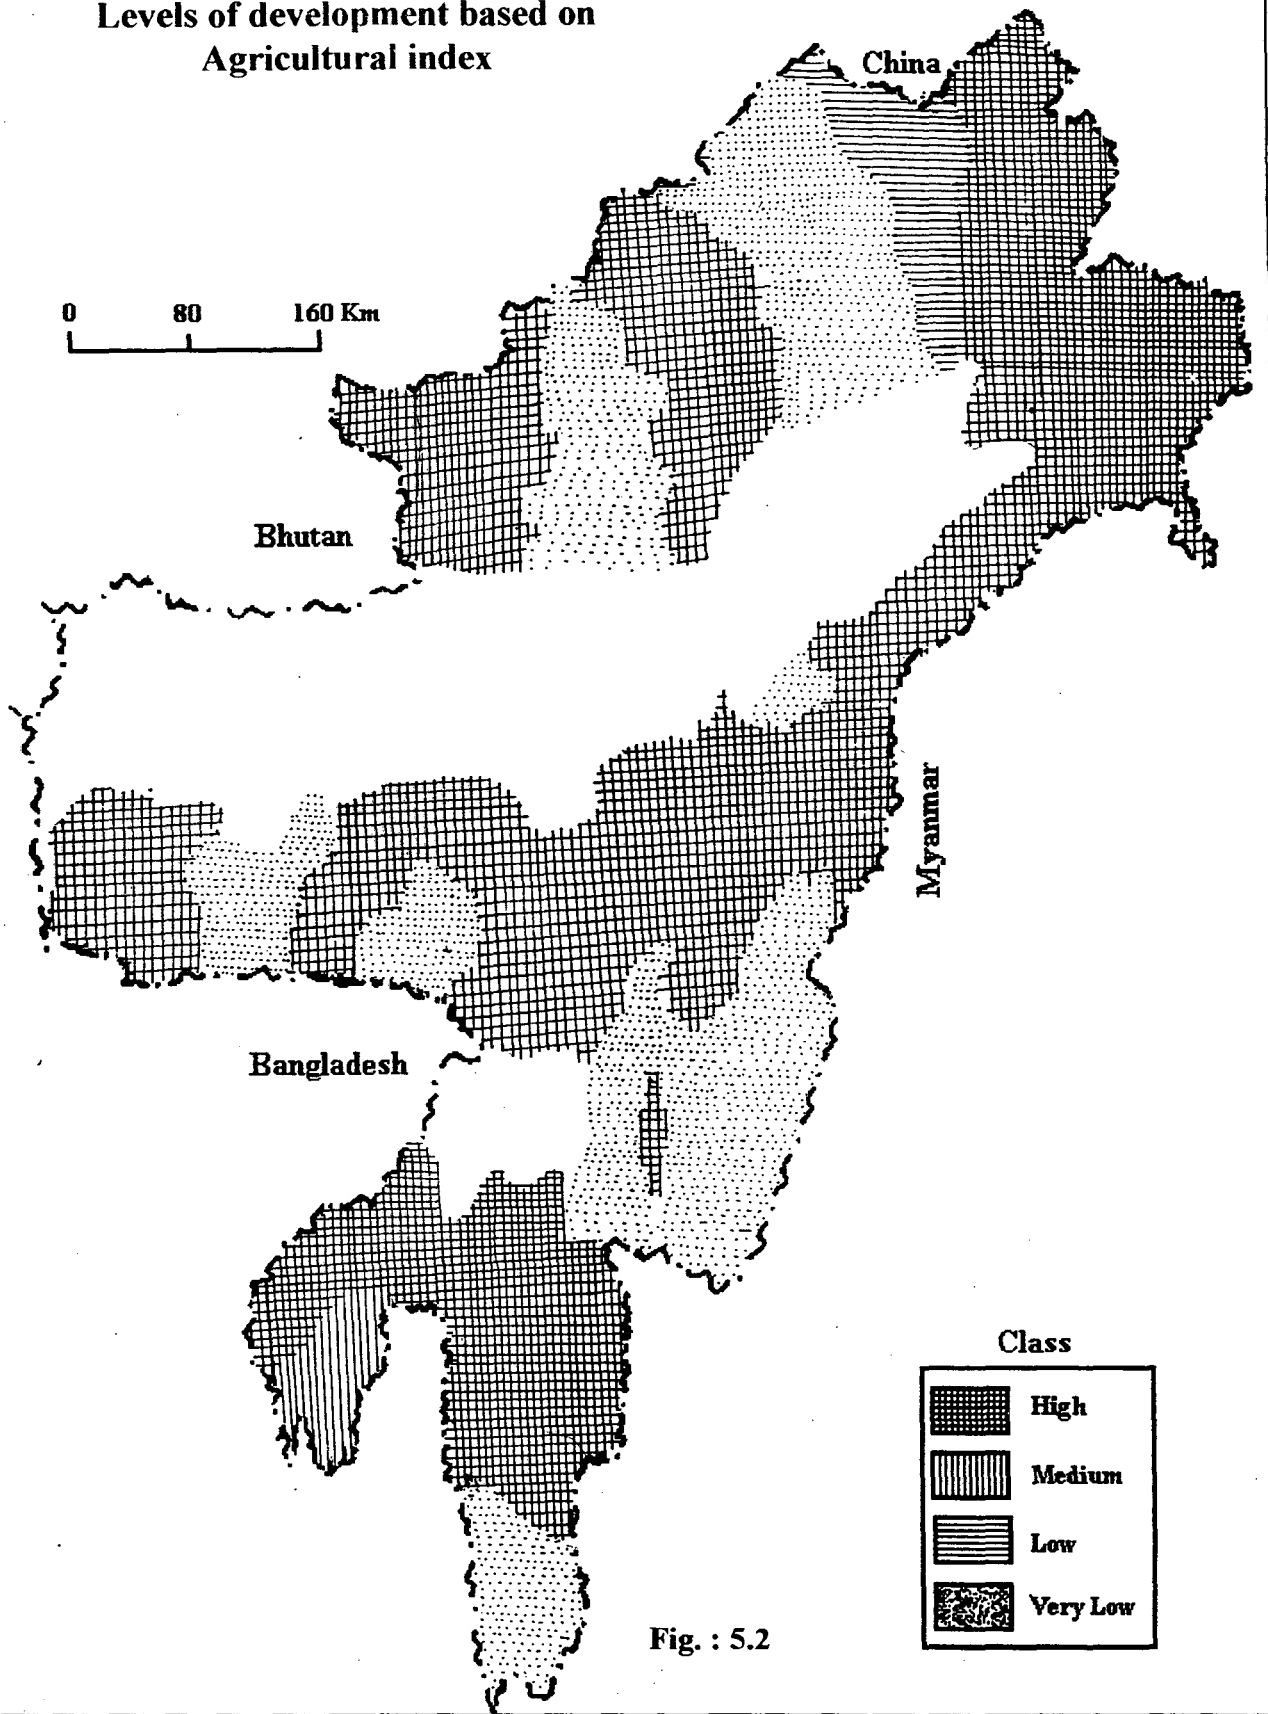 Levels of development based on
Agricultural index
China
0 80 160 Km
Bhutan
Myanmar
Bangladesh
Class
High
Medium
Low
Very Low
Fig. : 5.2